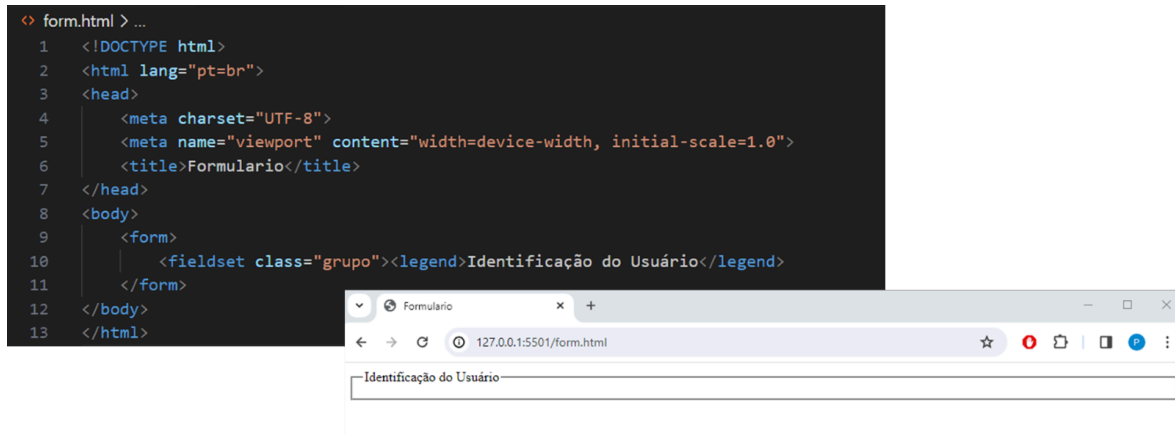 <> form.html > ...
1 <!DOCTYPE html>
2 <html lang="pt=br">
3 <head>
4 <meta charset="UTF-8">
5 <meta name="viewport" content="width=device-width, initial-scale=1.0">
6 <title>Formulario</title>
7 </head>
8 <body>
9 <form>
10 <fieldset class="grupo"><legend>Identificação do Usuário</legend>
11 </form>
12 </body>
13 </html>
Formulario
127.0.0.1:5501/form.html
P
Identificação do Usuário